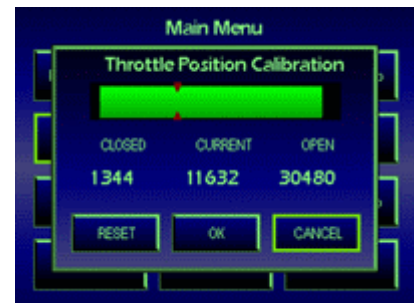 Main Menu
Throttle Position Calibration
CLOSED CURRENT OPEN
1344 11632 30480
RESET OK CANCEL